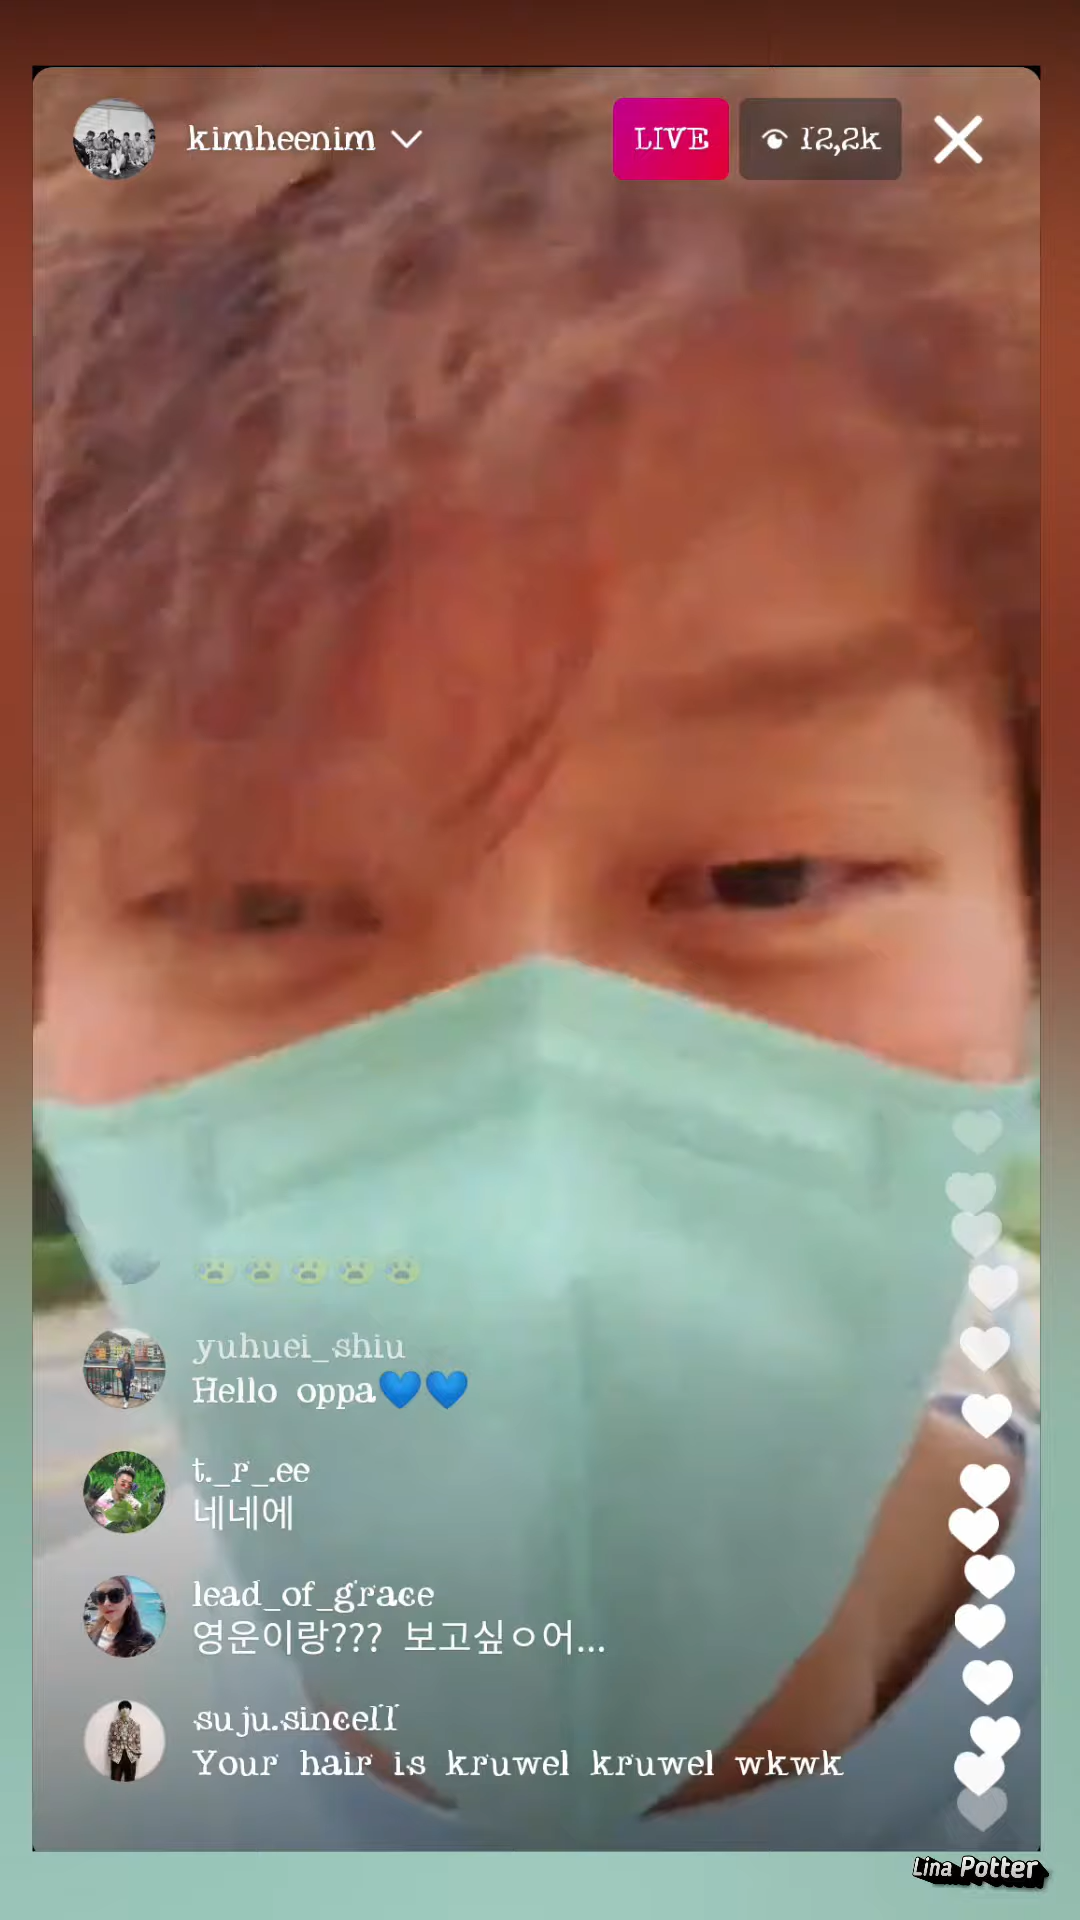 kimheenim
LIVE
12,2k
😰😰😰😰😰
yuhuei_shiu
Hello oppa💙💙
t._r_.ee
네네에
lead_of_grace
영운이랑??? 보고싶ㅇ어...
suju.sincell
Your hair is kruwel kruwel wkwk
Lina Potter